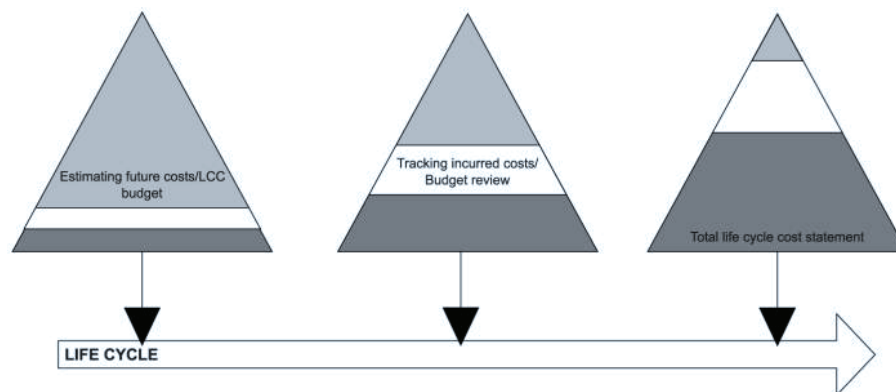 Estimating future costs/LCC
budget
Tracking incurred costs/
Budget review
Total life cycle cost statement
LIFE CYCLE